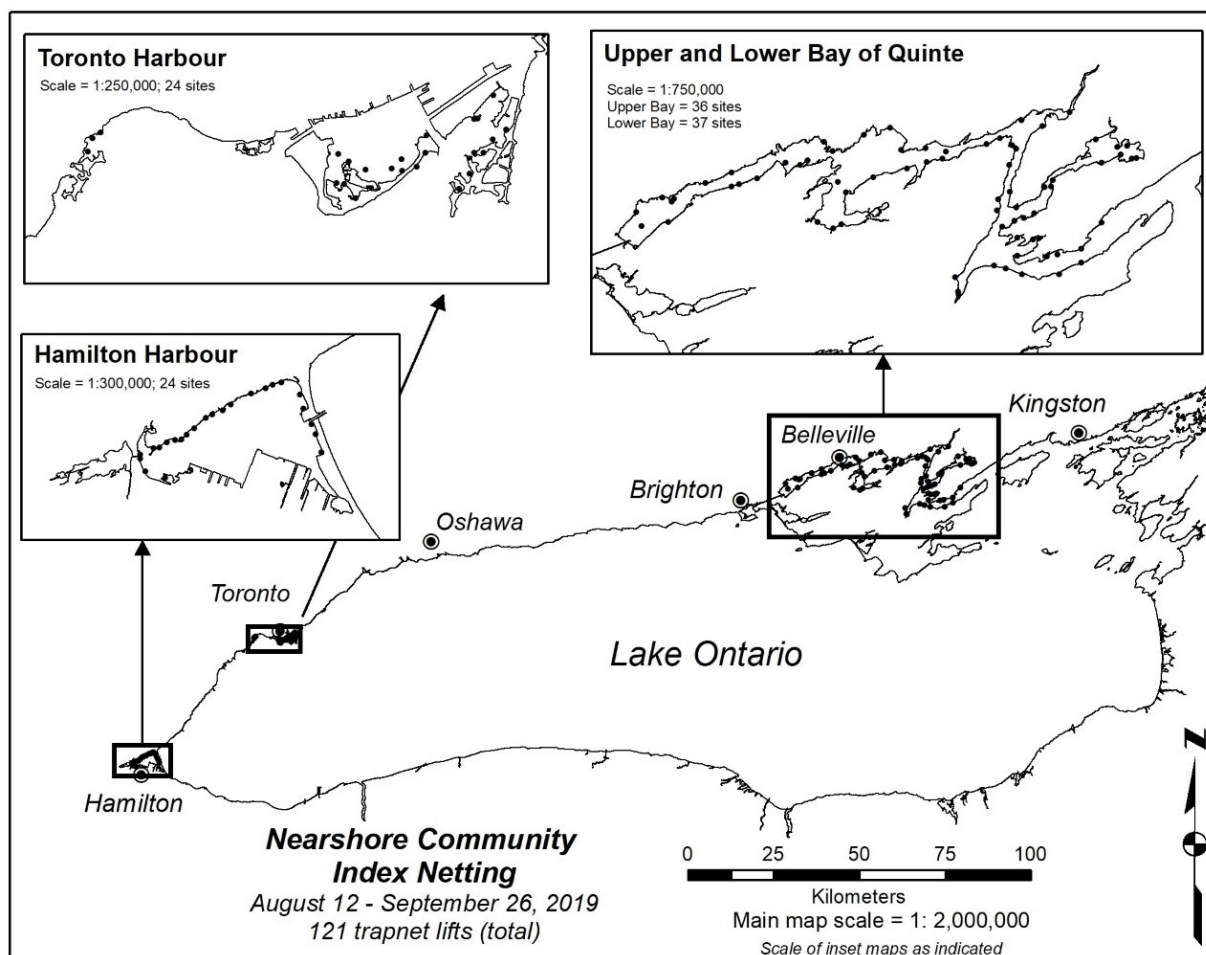 Toronto Harbour
Scale = 1:250,000; 24 sites
Upper and Lower Bay of Quinte
Scale = 1:750,000
Upper Bay = 36 sites
Lower Bay = 37 sites
Hamilton Harbour
Scale = 1:300,000; 24 sites
Kingston
Belleville
Brighton
Oshawa
Toronto
Lake Ontario
Hamilton
N
Nearshore Community
Index Netting
August 12 - September 26, 2019
121 trapnet lifts (total)
0 25 50 75 100
Kilometers
Main map scale = 1: 2,000,000
Scale of inset maps as indicated